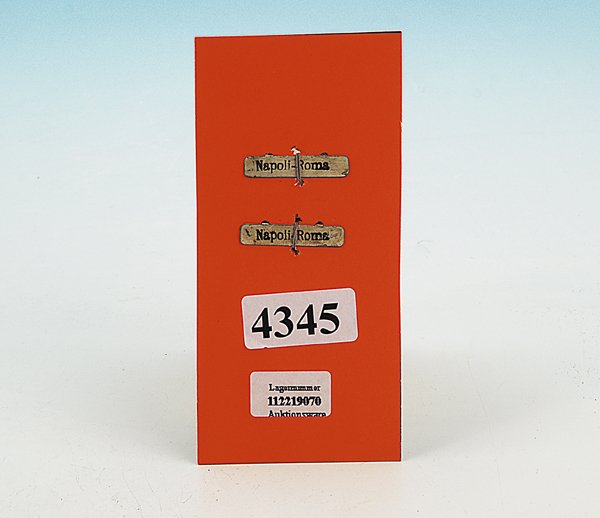 Napoli-Roma
Napoli-Roma
4345
Lagernummer
112219070
Auktionsware